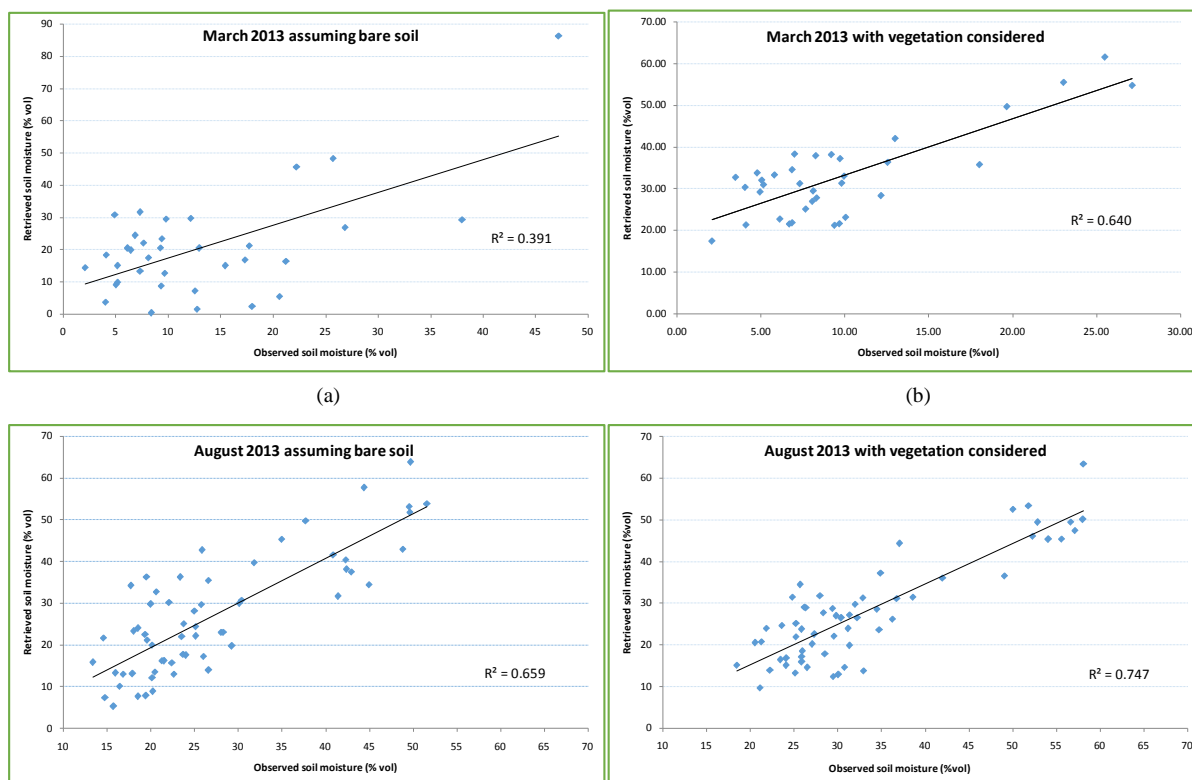 March 2013 assuming bare soil
Retrieved soil moisture (% vol)
90
80
70
60
50
40
30
20
10
0
R² = 0.391
0 5 10 15 20 25 30 35 40 45 50
Observed soil moisture (% vol)
(a)
March 2013 with vegetation considered
Retrieved soil moisture (%vol)
70.00
60.00
50.00
40.00
30.00
20.00
10.00
0.00
R² = 0.640
0.00 5.00 10.00 15.00 20.00 25.00 30.00
Observed soil moisture (%vol)
(b)
August 2013 assuming bare soil
Retrieved soil moisture (% vol)
70
60
50
40
30
20
10
0
R² = 0.659
10 15 20 25 30 35 40 45 50 55 60 65 70
Observed soil moisture (% vol)
August 2013 with vegetation considered
Retrieved soil moisture (%vol)
70
60
50
40
30
20
10
0
R² = 0.747
10 15 20 25 30 35 40 45 50 55 60 65 70
Observed soil moisture (%vol)